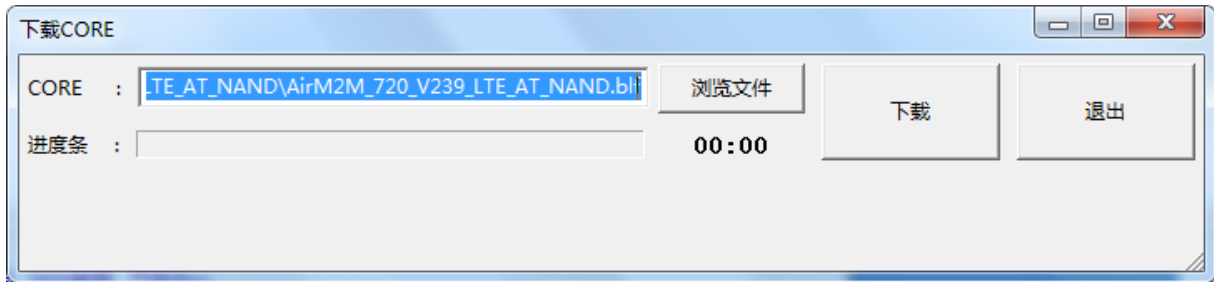 下载CORE
CORE : LTE_AT_NAND\AirM2M_720_V239_LTE_AT_NAND.blf 浏览文件 下载 退出
进度条 : 00:00